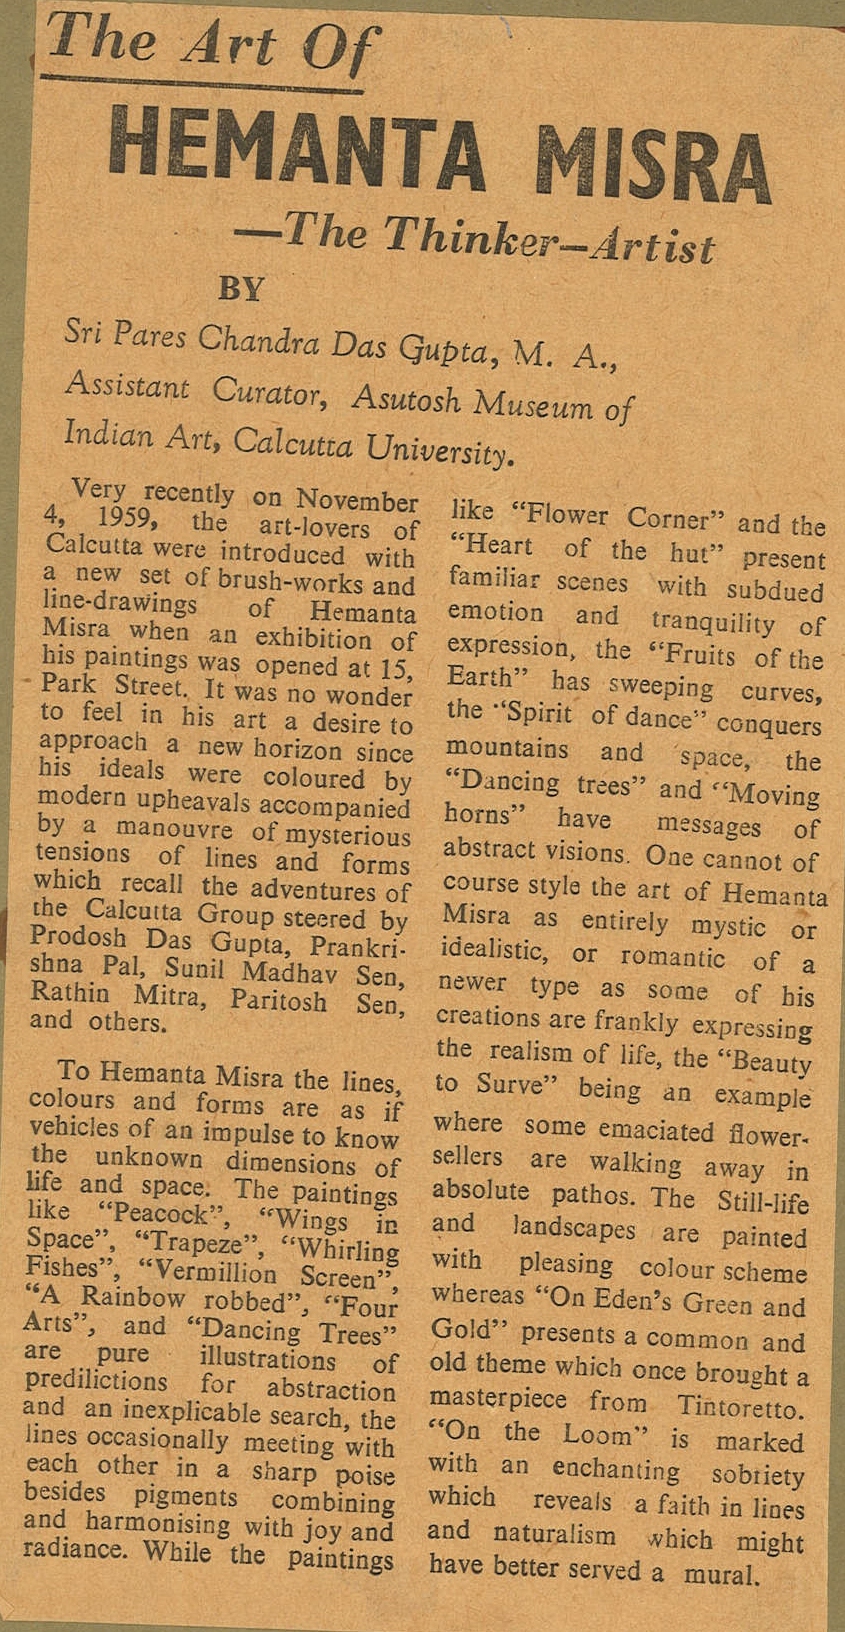 The Art Of
HEMANTA MISRA
—The Thinker—Artist
BY
Sri Pares Chandra Das Gupta, M. A.,
Assistant Curator, Asutosh Museum of
Indian Art, Calcutta University.
Very recently on November
4, 1959, the art-lovers of
Calcutta were introduced with
a new set of brush-works and
line-drawings of Hemanta
Misra when an exhibition of
his paintings was opened at 15,
Park Street. It was no wonder
to feel in his art a desire to
approach a new horizon since
his ideals were coloured by
modern upheavals accompanied
by a manouvre of mysterious
tensions of lines and forms
which recall the adventures of
the Calcutta Group steered by
Prodosh Das Gupta, Prankri-
shna Pal, Sunil Madhav Sen,
Rathin Mitra, Paritosh Sen,
and others.
To Hemanta Misra the lines,
colours and forms are as if
vehicles of an impulse to know
the unknown dimensions of
life and space. The paintings
like “Peacock”, “Wings in
Space”, “Trapeze”, “Whirling
Fishes”, “Vermillion Screen”,
“A Rainbow robbed”, “Four
Arts”, and “Dancing Trees”
are pure illustrations of
predilictions for abstraction
and an inexplicable search, the
lines occasionally meeting with
each other in a sharp poise
besides pigments combining
and harmonising with joy and
radiance. While the paintings
like “Flower Corner” and the
“Heart of the hut” present
familiar scenes with subdued
emotion and tranquility of
expression, the “Fruits of the
Earth” has sweeping curves,
the “Spirit of dance” conquers
mountains and space, the
“Dancing trees” and “Moving
horns” have messages of
abstract visions. One cannot of
course style the art of Hemanta
Misra as entirely mystic or
idealistic, or romantic of a
newer type as some of his
creations are frankly expressing
the realism of life, the “Beauty
to Surve” being an example
where some emaciated flower-
sellers are walking away in
absolute pathos. The Still-life
and landscapes are painted
with pleasing colour scheme
whereas “On Eden’s Green and
Gold” presents a common and
old theme which once brought a
masterpiece from Tintoretto.
“On the Loom” is marked
with an enchanting sobriety
which reveals a faith in lines
and naturalism which might
have better served a mural.